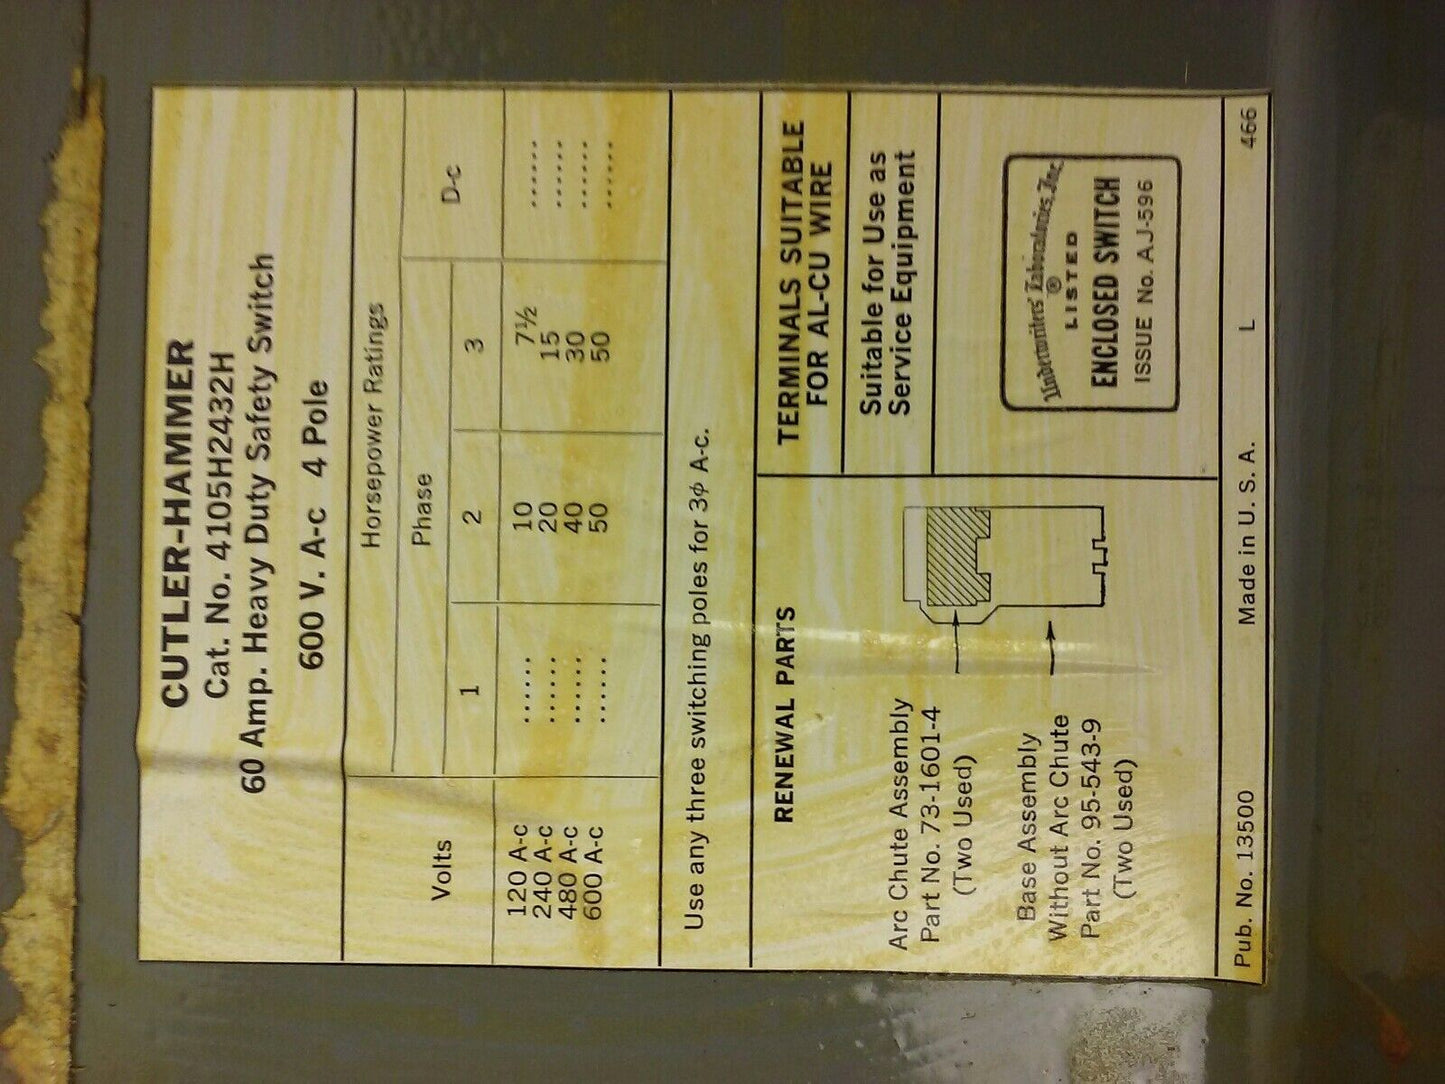 CUTLER-HAMMER
Cat. No. 4105H2432H
60 Amp. Heavy Duty Safety Switch
600 V. A-c 4 Pole
Horsepower Ratings
Volts
Phase
D-c
1 2 3
120 A-c ...... 10 7½ ......
240 A-c ...... 20 15 ......
480 A-c ...... 40 30 ......
600 A-c ...... 50 50 ......
Use any three switching poles for 3ϕ A-c.
RENEWAL PARTS
Arc Chute Assembly
Part No. 73-1601-4
(Two Used)
Base Assembly
Without Arc Chute
Part No. 95-543-9
(Two Used)
TERMINALS SUITABLE
FOR AL-CU WIRE
Suitable for Use as
Service Equipment
Underwriters' Laboratories, Inc.
®
LISTED
ENCLOSED SWITCH
ISSUE No. AJ-596
Pub. No. 13500 Made in U. S. A. L 466